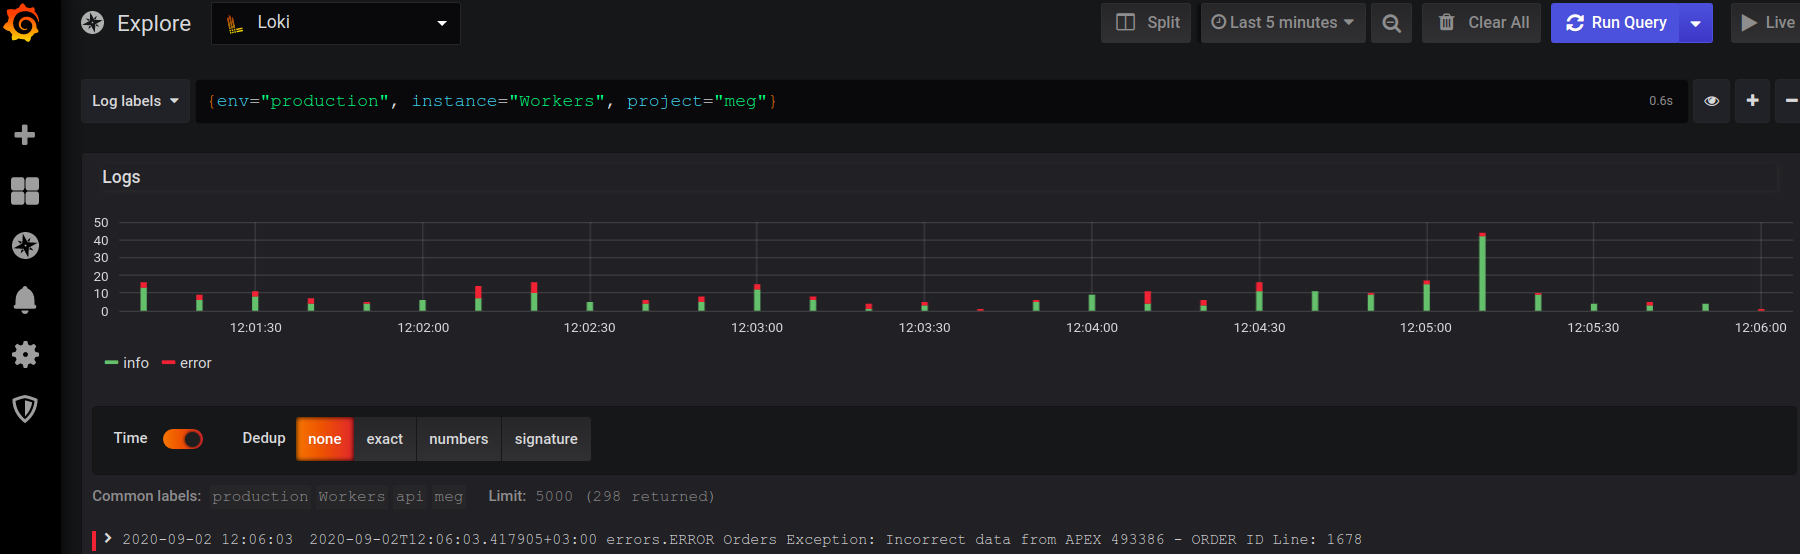 Explore Loki Split Last 5 minutes Clear All Run Query Live
Log labels {env="production", instance="Workers", project="meg"} 0.6s
Logs
50
40
30
20
10
0
12:01:30 12:02:00 12:02:30 12:03:00 12:03:30 12:04:00 12:04:30 12:05:00 12:05:30 12:06:00
info error
Time Dedup none exact numbers signature
Common labels: production Workers api meg Limit: 5000 (298 returned)
2020-09-02 12:06:03 2020-09-02T12:06:03.417905+03:00 errors.ERROR Orders Exception: Incorrect data from APEX 493386 - ORDER ID Line: 1678